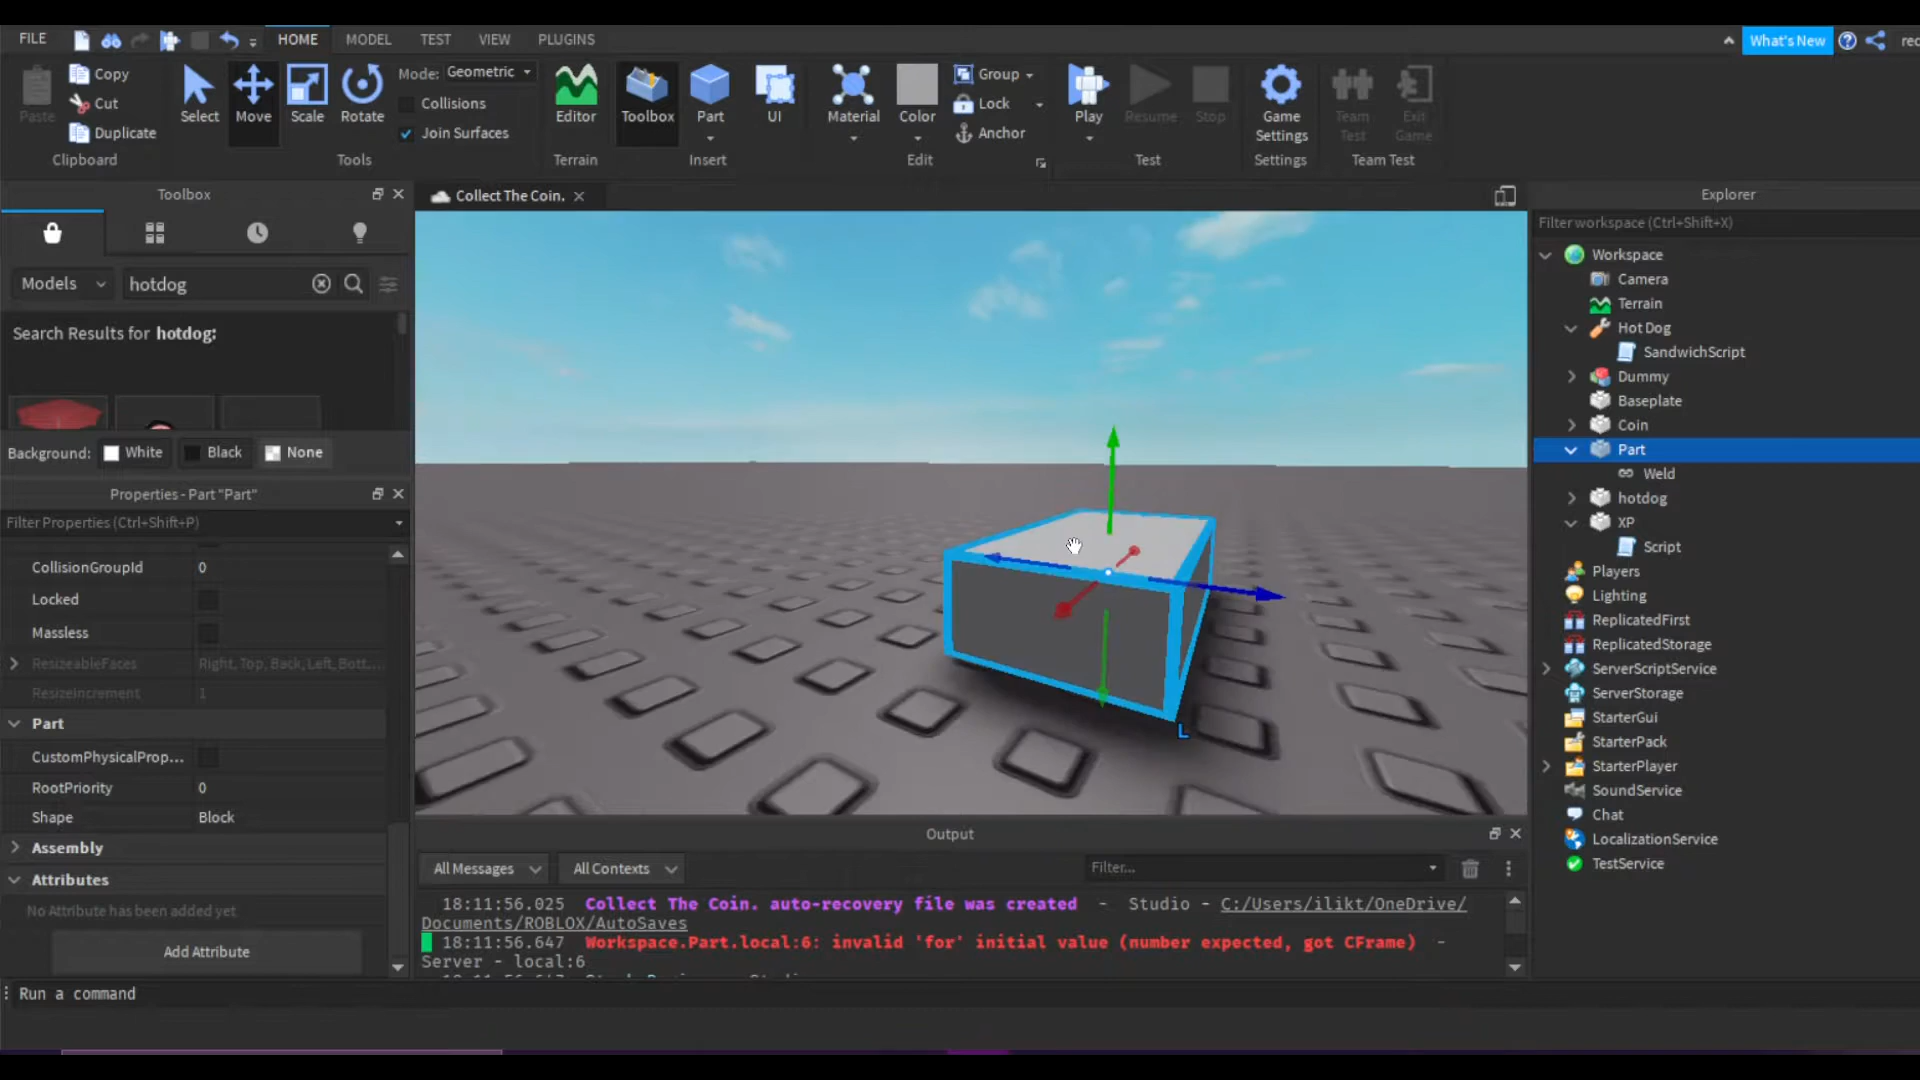 FILE HOME MODEL TEST VIEW PLUGINS What's New
Copy
Cut
Duplicate
Paste
Clipboard
Select Move Scale Rotate
Mode: Geometric
Collisions
Join Surfaces
Tools
Editor
Terrain
Toolbox Part UI
Insert
Material Color
Group
Lock
Anchor
Edit
Play Resume Stop
Test
Game Settings
Settings
Team Test
Exit Game
Team Test
Toolbox
Models hotdog
Search Results for hotdog:
Background: White Black None
Properties - Part "Part"
Filter Properties (Ctrl+Shift+P)
CollisionGroupId 0
Locked
Massless
ResizeableFaces Right, Top, Back, Left, Bott...
ResizeIncrement 1
Part
CustomPhysicalProp...
RootPriority 0
Shape Block
Assembly
Attributes
No Attribute has been added yet
Add Attribute
Run a command
Collect The Coin.
L
Output
All Messages All Contexts Filter...
18:11:56.025 Collect The Coin. auto-recovery file was created - Studio - C:/Users/ilikt/OneDrive/
Documents/ROBLOX/AutoSaves
18:11:56.647 Workspace.Part.local:6: invalid 'for' initial value (number expected, got CFrame) -
Server - local:6
Explorer
Filter workspace (Ctrl+Shift+X)
Workspace
Camera
Terrain
Hot Dog
SandwichScript
Dummy
Baseplate
Coin
Part
Weld
hotdog
XP
Script
Players
Lighting
ReplicatedFirst
ReplicatedStorage
ServerScriptService
ServerStorage
StarterGui
StarterPack
StarterPlayer
SoundService
Chat
LocalizationService
TestService